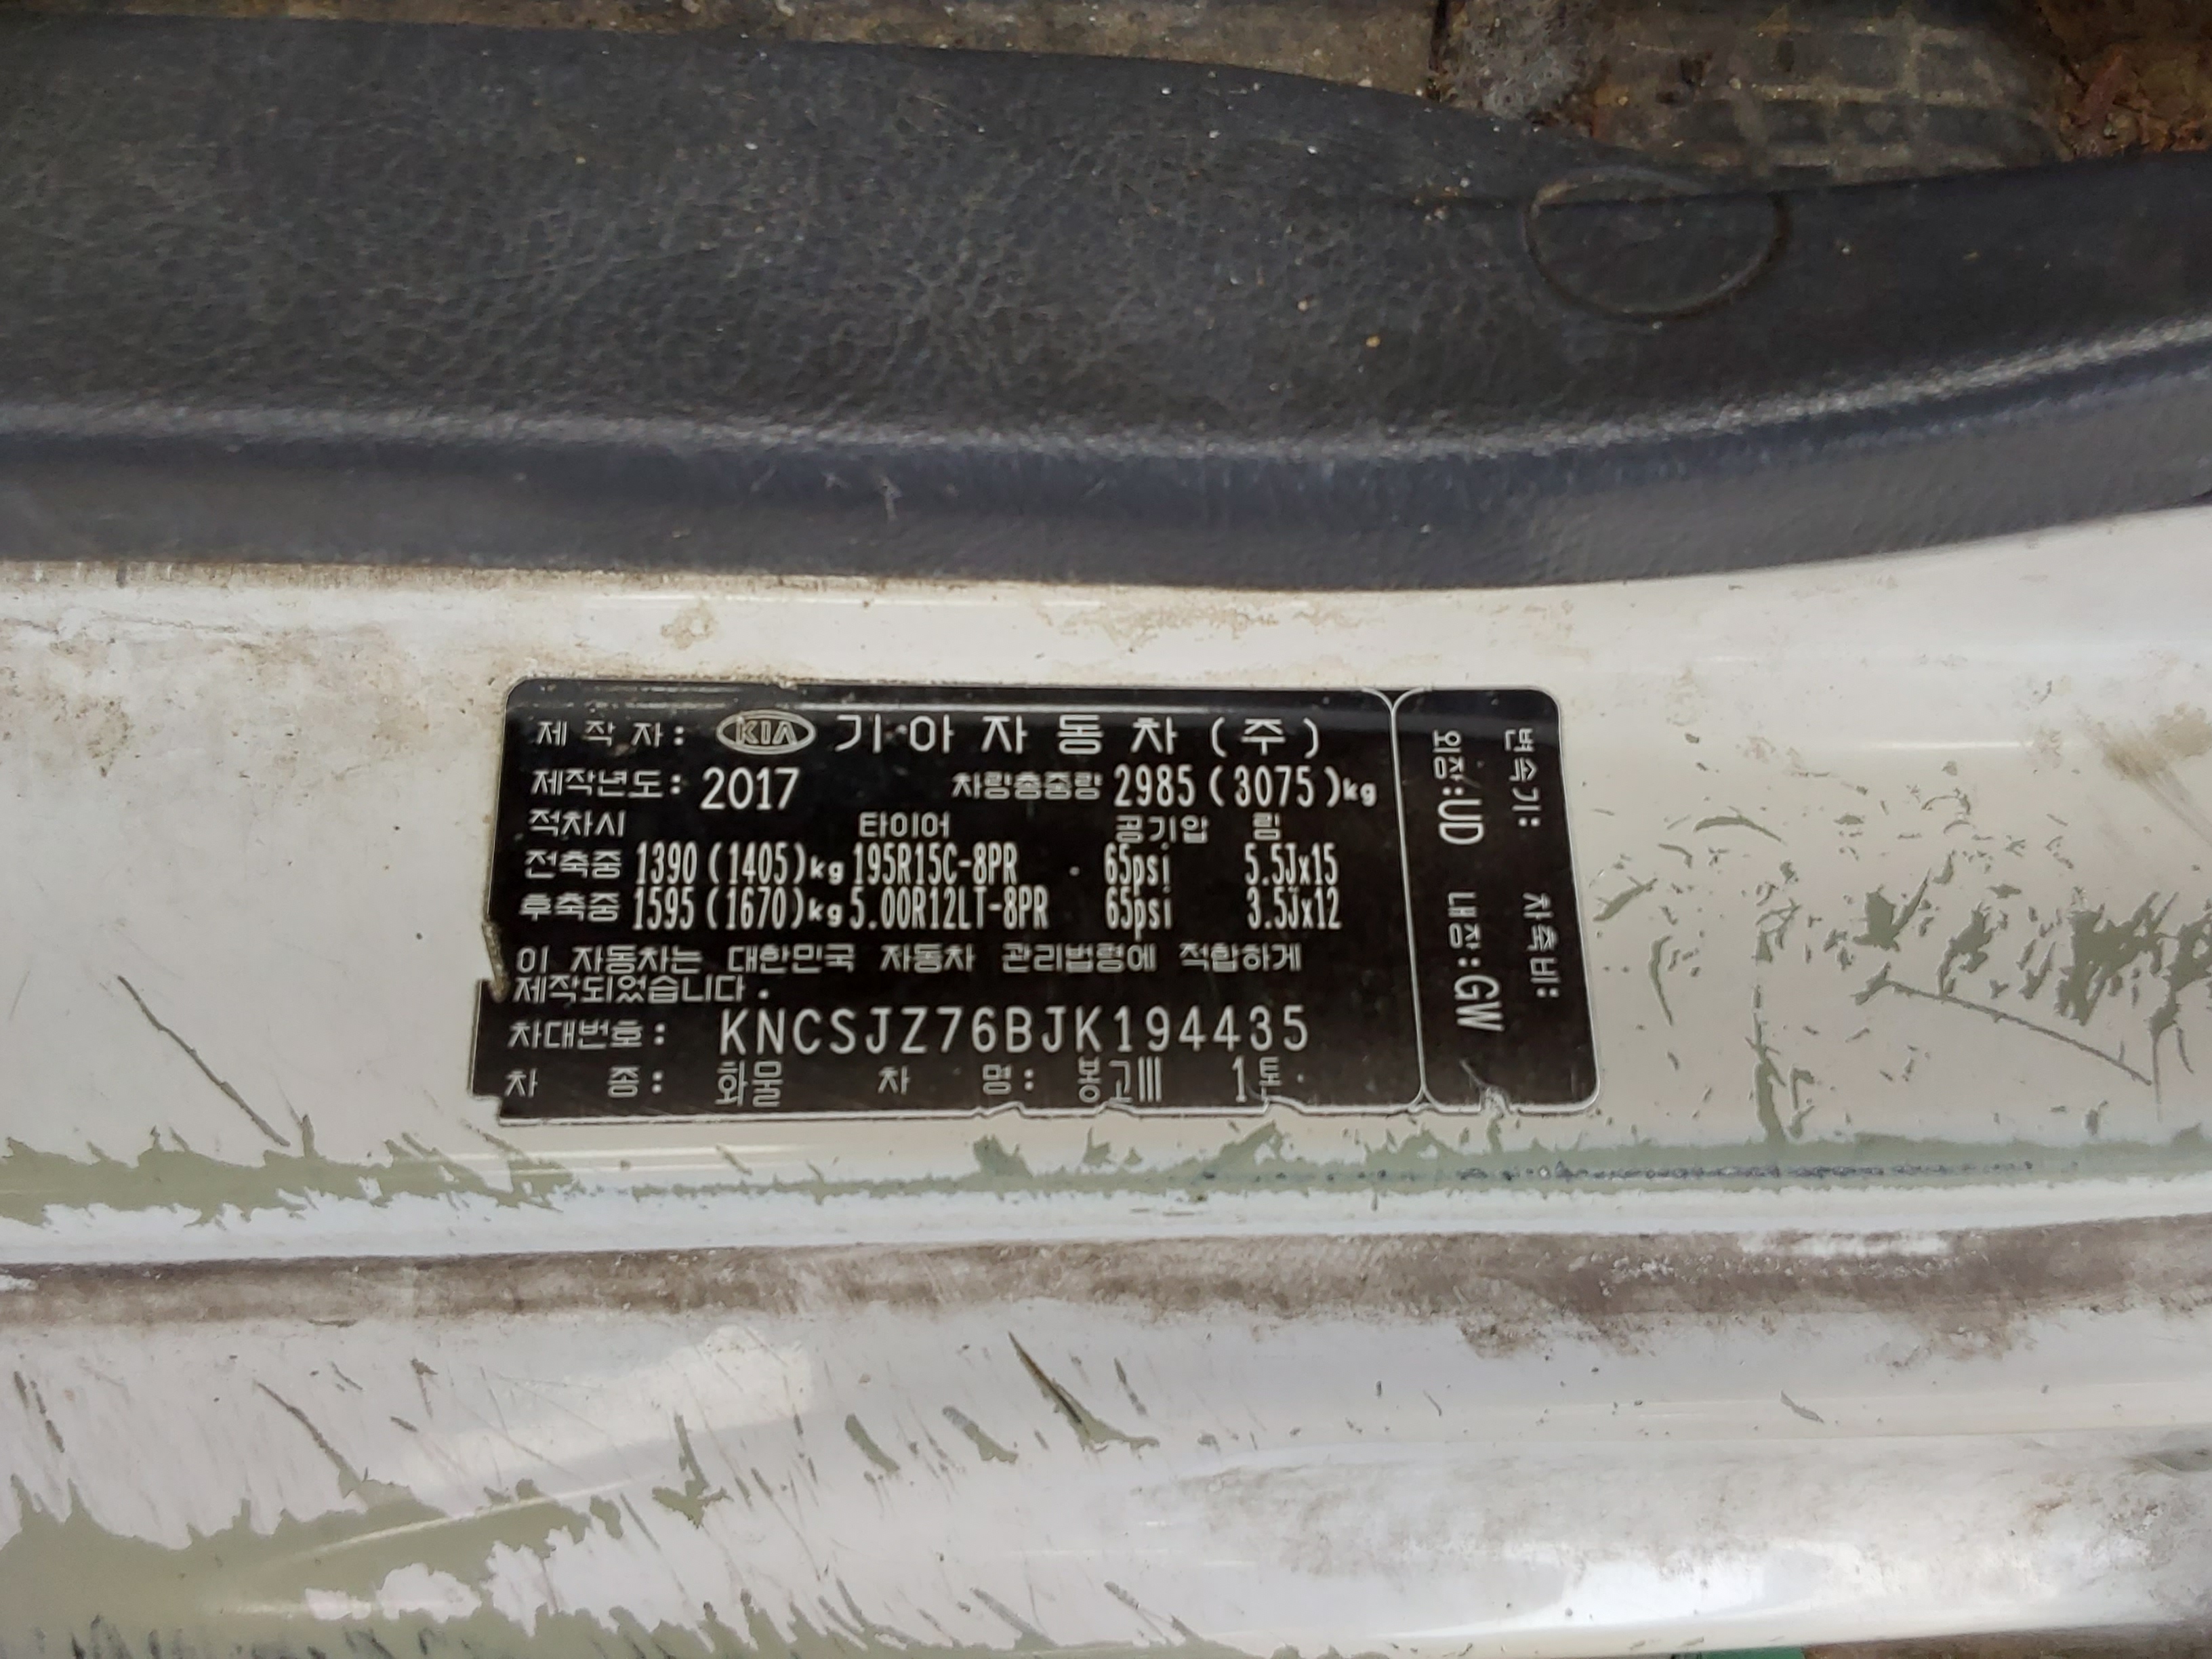 제 작 자: KIA 기아자동차(주)
제작년도: 2017 차량총중량 2985(3075)kg
적차시 타이어 공기압 림
전축중 1390(1405)kg 195R15C-8PR 65psi 5.5Jx15
후축중 1595(1670)kg 5.00R12LT-8PR 65psi 3.5Jx12
이 자동차는 대한민국 자동차 관리법령에 적합하게
제작되었습니다.
차대번호: KNCSJZ76BJK194435
차 종: 화물 차 명: 봉고III 1톤
변속기: 차축비:
외장:UD 내장:GW